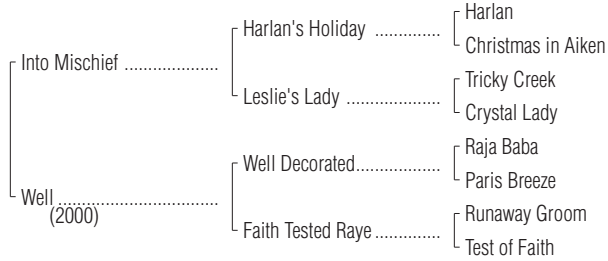 Harlan
Harlan's Holiday ..............
Christmas in Aiken
Into Mischief ....................
Tricky Creek
Leslie's Lady ....................
Crystal Lady
Raja Baba
Well Decorated..................
Paris Breeze
Well ..................................
(2000)
Runaway Groom
Faith Tested Raye ..............
Test of Faith